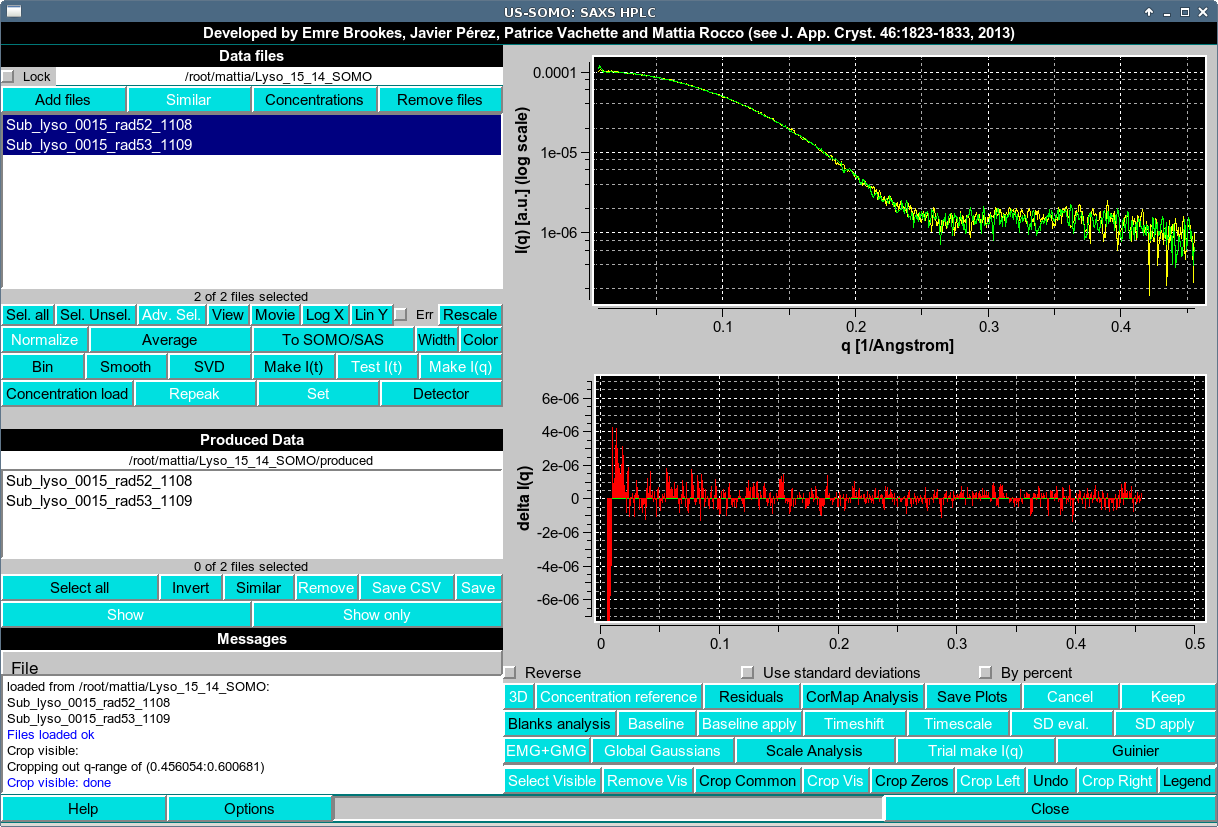 US-SOMO: SAXS HPLC
Developed by Emre Brookes, Javier Pérez, Patrice Vachette and Mattia Rocco (see J. App. Cryst. 46:1823-1833, 2013)
Data files
Lock /root/mattia/Lyso_15_14_SOMO
Add files Similar Concentrations Remove files
Sub_lyso_0015_rad52_1108
Sub_lyso_0015_rad53_1109
2 of 2 files selected
Sel. all Sel. Unsel. Adv. Sel. View Movie Log X Lin Y Err Rescale
Normalize Average To SOMO/SAS Width Color
Bin Smooth SVD Make I(t) Test I(t) Make I(q)
Concentration load Repeak Set Detector
Produced Data
/root/mattia/Lyso_15_14_SOMO/produced
Sub_lyso_0015_rad52_1108
Sub_lyso_0015_rad53_1109
0 of 2 files selected
Select all Invert Similar Remove Save CSV Save
Show Show only
Messages
File
loaded from /root/mattia/Lyso_15_14_SOMO:
Sub_lyso_0015_rad52_1108
Sub_lyso_0015_rad53_1109
Files loaded ok
Crop visible:
Cropping out q-range of (0.456054:0.600681)
Crop visible: done
I(q) [a.u.] (log scale)
0.0001
1e-05
1e-06
0.1 0.2 0.3 0.4
q [1/Angstrom]
delta I(q)
6e-06
4e-06
2e-06
0
-2e-06
-4e-06
-6e-06
0 0.1 0.2 0.3 0.4 0.5
Reverse Use standard deviations By percent
3D Concentration reference Residuals CorMap Analysis Save Plots Cancel Keep
Blanks analysis Baseline Baseline apply Timeshift Timescale SD eval. SD apply
EMG+GMG Global Gaussians Scale Analysis Trial make I(q) Guinier
Select Visible Remove Vis Crop Common Crop Vis Crop Zeros Crop Left Undo Crop Right Legend
Help Options Close